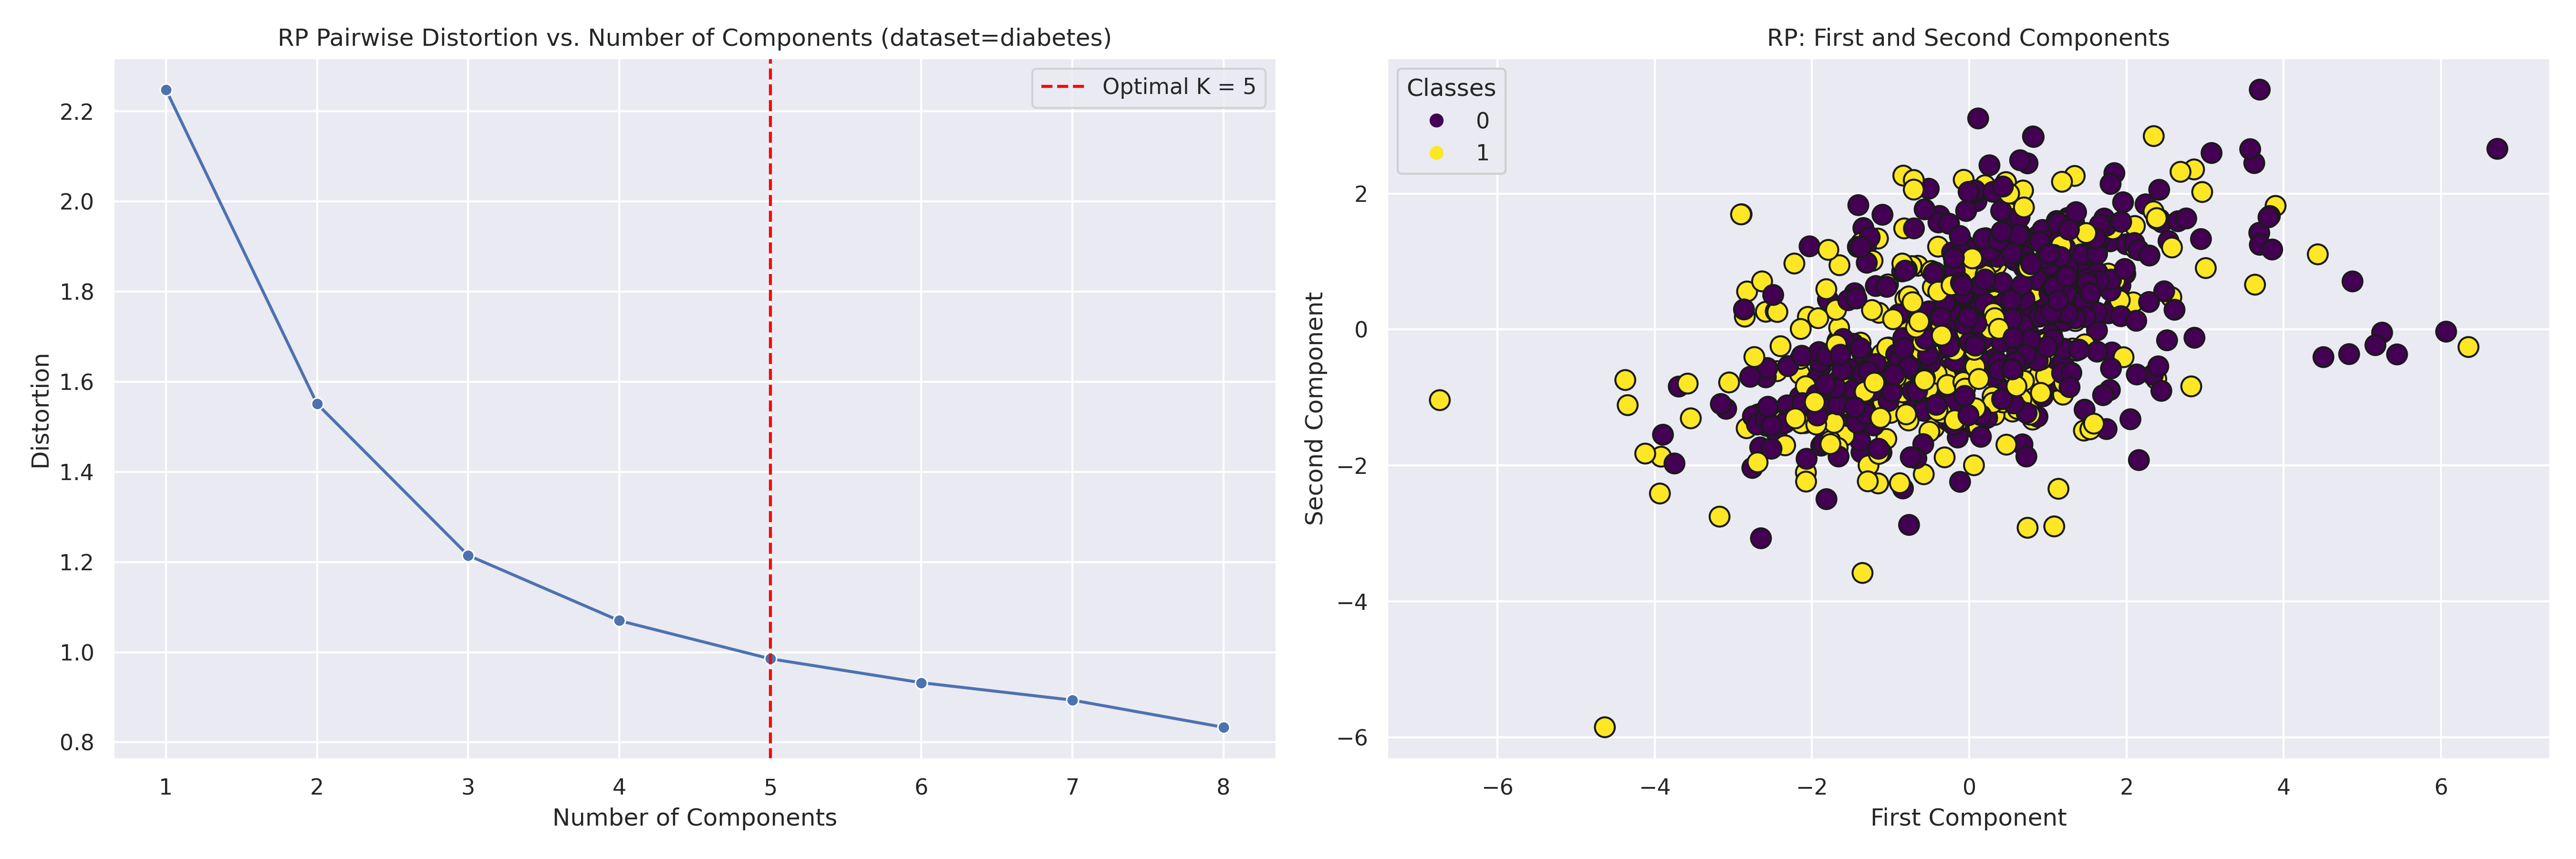 RP Pairwise Distortion vs. Number of Components (dataset=diabetes)
Optimal K = 5
Distortion
2.2
2.0
1.8
1.6
1.4
1.2
1.0
0.8
1 2 3 4 5 6 7 8
Number of Components
RP: First and Second Components
Classes
0
1
Second Component
2
0
−2
−4
−6
−6 −4 −2 0 2 4 6
First Component